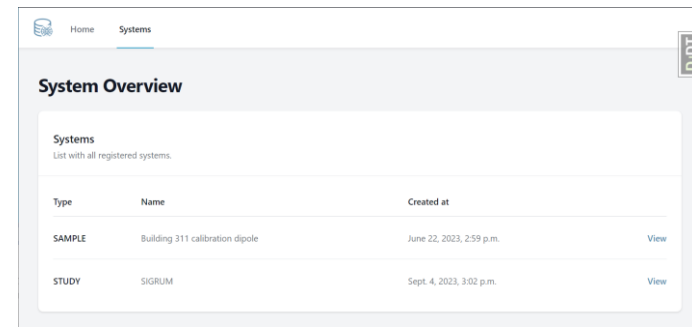 Home Systems
DJDT
System Overview
Systems
List with all registered systems.
Type Name Created at
SAMPLE Building 311 calibration dipole June 22, 2023, 2:59 p.m. View
STUDY SIGRUM Sept. 4, 2023, 3:02 p.m. View